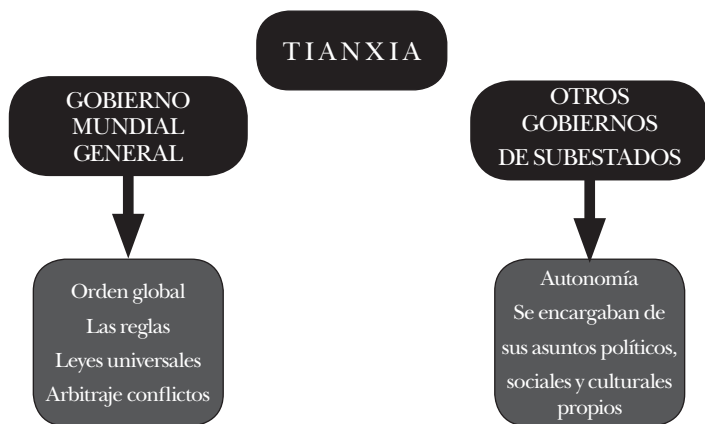 TIANXIA
GOBIERNO
MUNDIAL
GENERAL
OTROS
GOBIERNOS
DE SUBESTADOS
Orden global
Las reglas
Leyes universales
Arbitraje conflictos
Autonomía
Se encargaban de
sus asuntos políticos,
sociales y culturales
propios